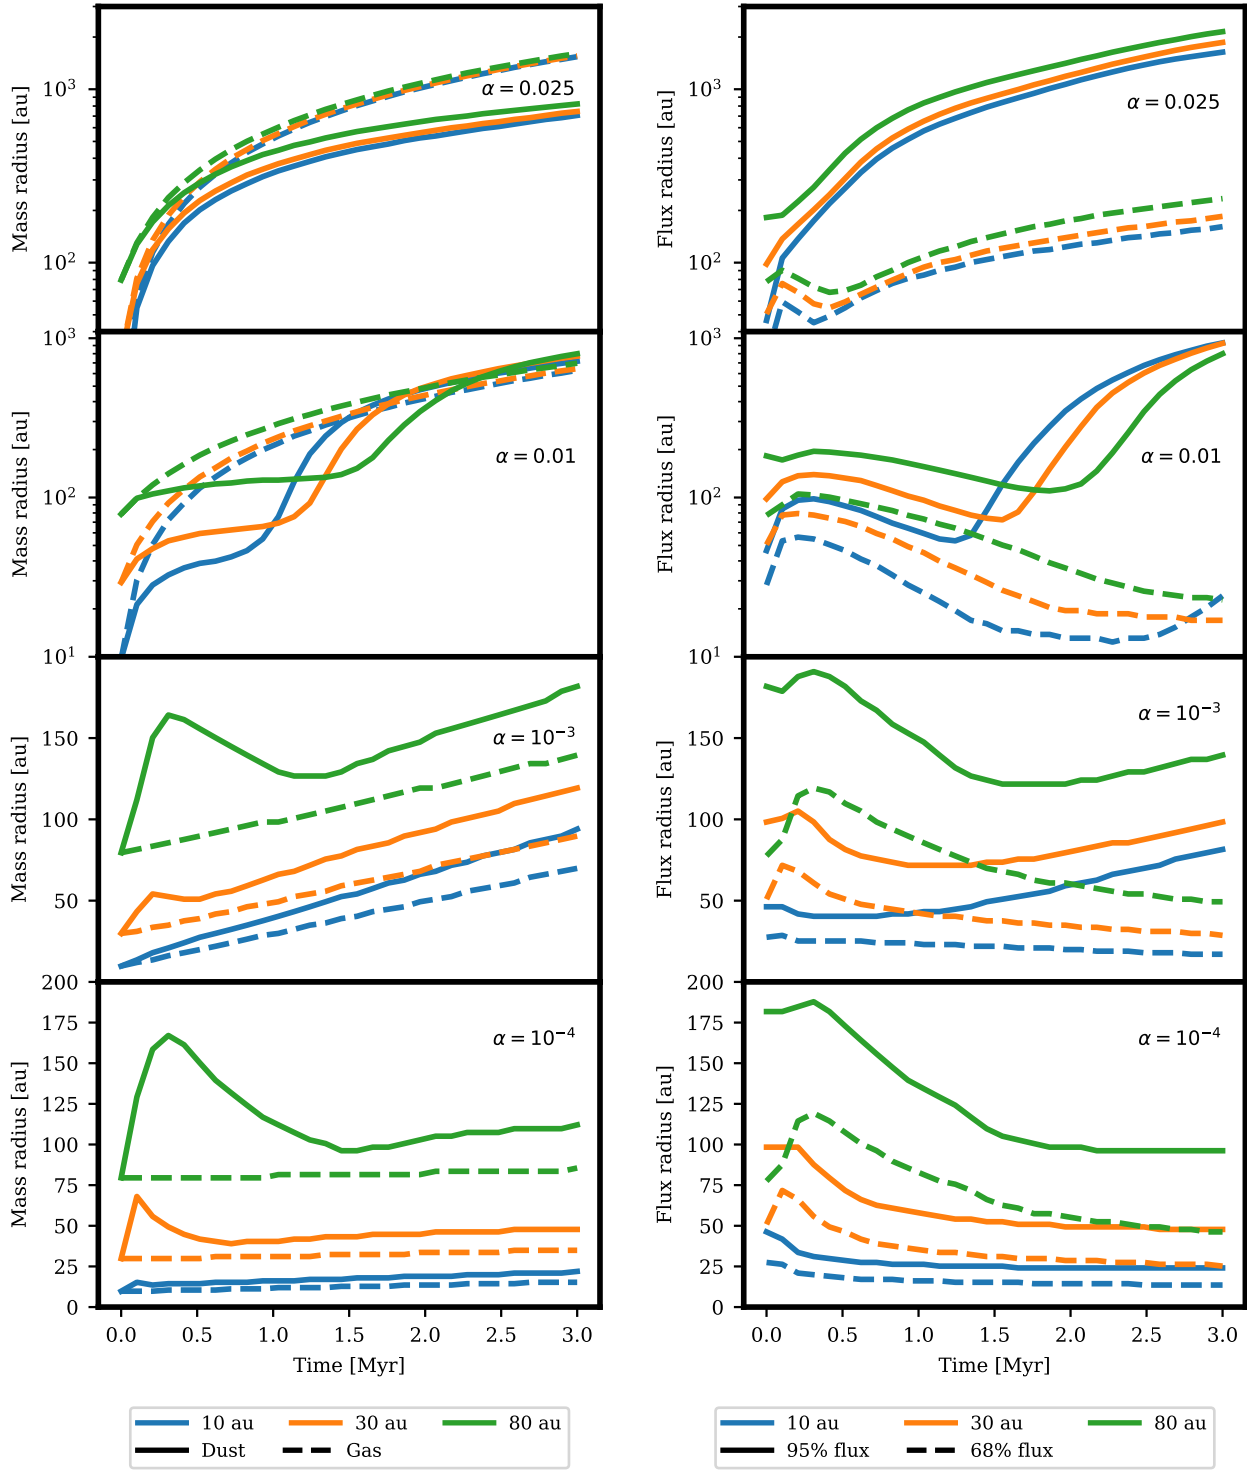 Mass radius [au]
10³
10²
α = 0.025
Flux radius [au]
10³
10²
α = 0.025
Mass radius [au]
10³
10²
10¹
α = 0.01
Flux radius [au]
10³
10²
10¹
α = 0.01
Mass radius [au]
150
100
50
α = 10⁻³
Flux radius [au]
150
100
50
α = 10⁻³
Mass radius [au]
200
175
150
125
100
75
50
25
0
α = 10⁻⁴
Flux radius [au]
200
175
150
125
100
75
50
25
0
α = 10⁻⁴
0.0 0.5 1.0 1.5 2.0 2.5 3.0
Time [Myr]
0.0 0.5 1.0 1.5 2.0 2.5 3.0
Time [Myr]
10 au 30 au 80 au
Dust Gas
10 au 30 au 80 au
95% flux 68% flux